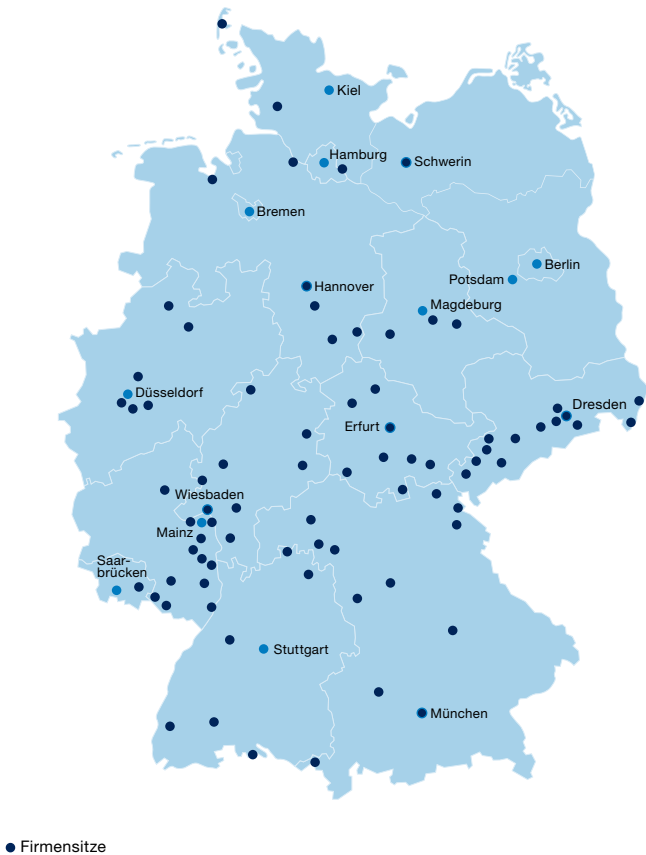 Kiel
Hamburg
Schwerin
Bremen
Berlin
Potsdam
Hannover
Magdeburg
Düsseldorf
Dresden
Erfurt
Wiesbaden
Mainz
Saar-
brücken
Stuttgart
München
Firmensitze